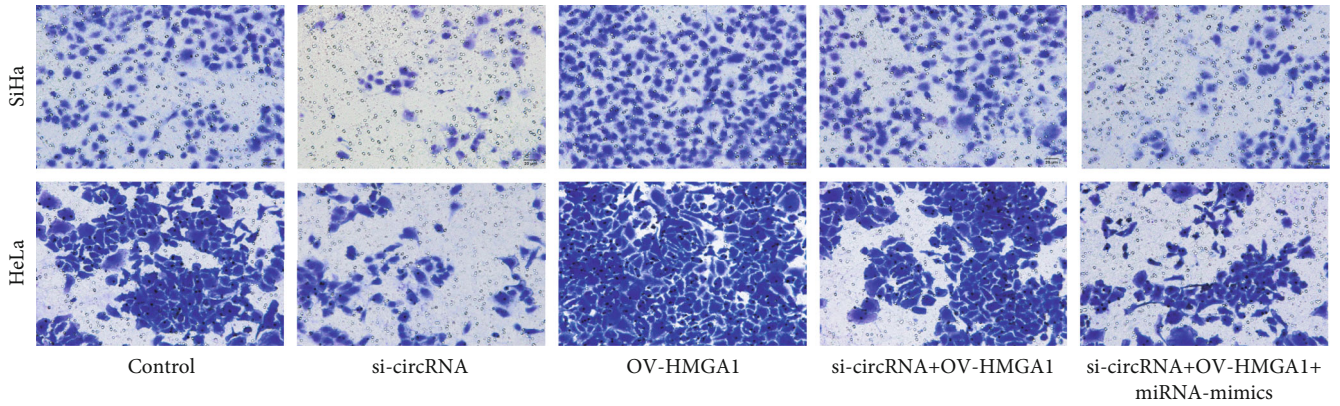 SiHa
HeLa
Control
si-circRNA
OV-HMGA1
si-circRNA+OV-HMGA1
si-circRNA+OV-HMGA1+
miRNA-mimics